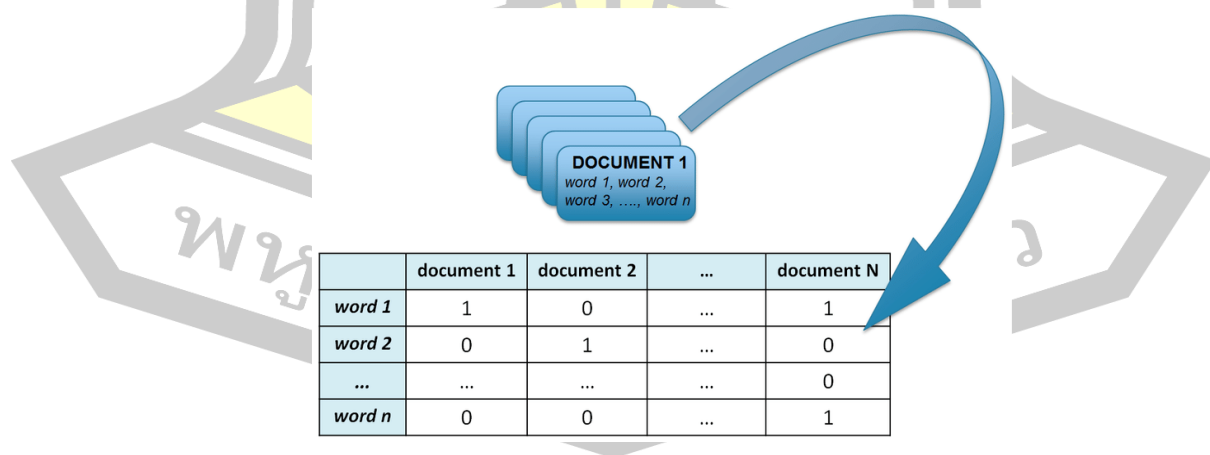 DOCUMENT 1
word 1, word 2,
word 3, ...., word n
document 1 document 2 ... document N
word 1 1 0 ... 1
word 2 0 1 ... 0
... ... ... ... 0
word n 0 0 ... 1